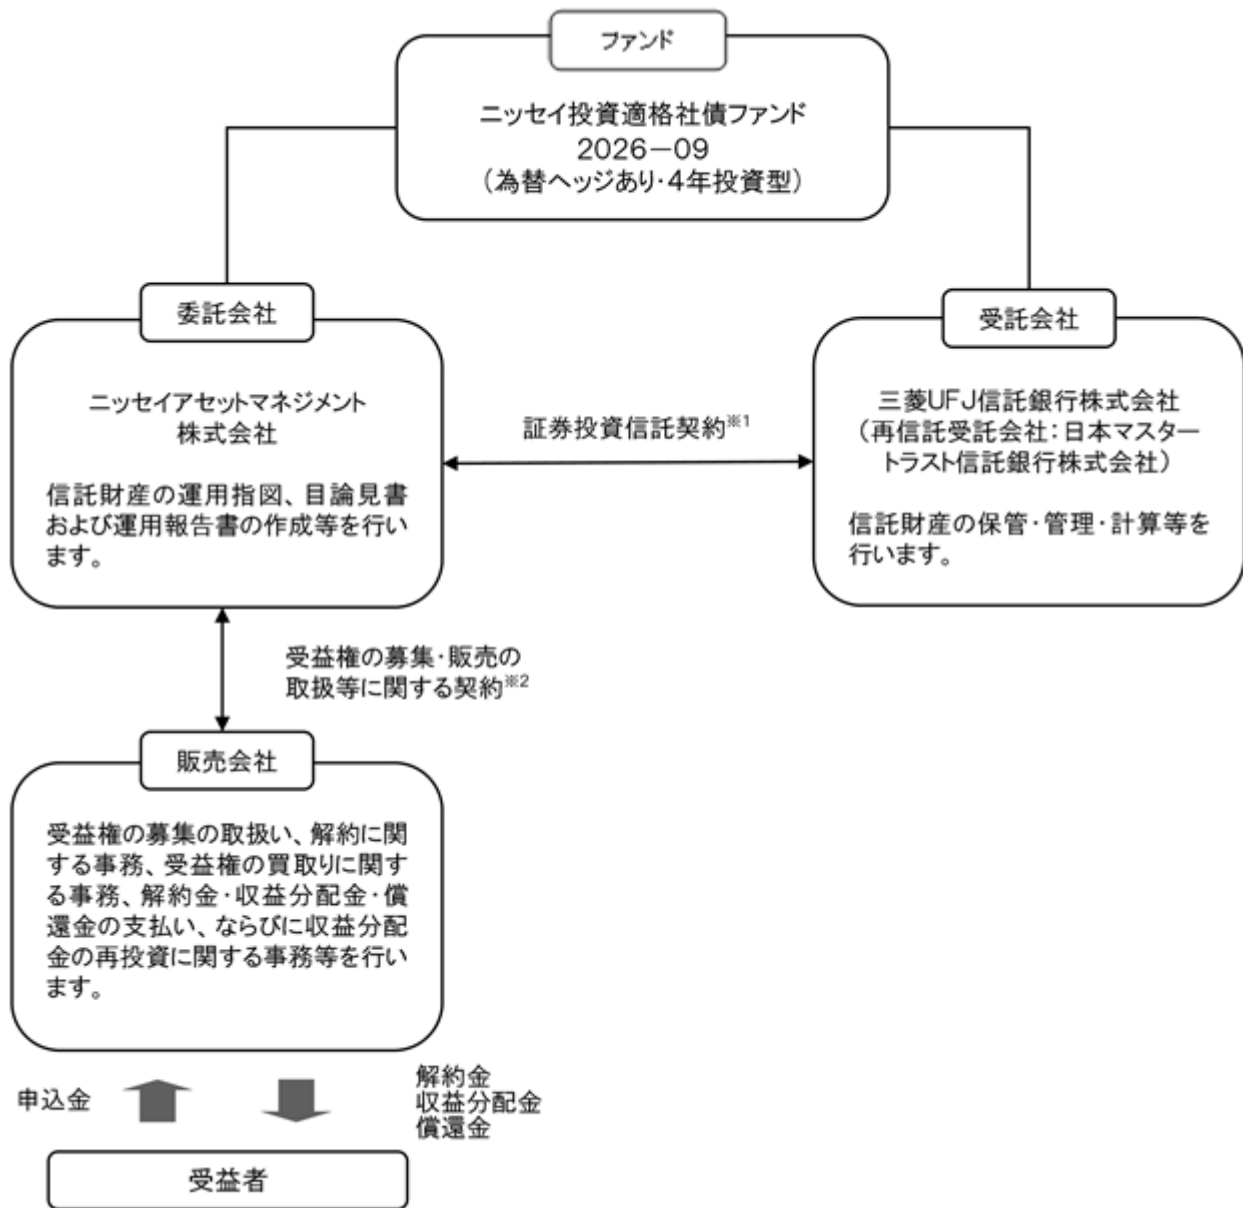 ファンド
ニッセイ投資適格社債ファンド
2026－09
（為替ヘッジあり・4年投資型）
委託会社
ニッセイアセットマネジメント
株式会社
信託財産の運用指図、目論見書
および運用報告書の作成等を行い
ます。
証券投資信託契約※1
受託会社
三菱UFJ信託銀行株式会社
（再信託受託会社：日本マスター
トラスト信託銀行株式会社）
信託財産の保管・管理・計算等を
行います。
受益権の募集・販売の
取扱等に関する契約※2
販売会社
受益権の募集の取扱い、解約に関
する事務、受益権の買取りに関す
る事務、解約金・収益分配金・償
還金の支払い、ならびに収益分配
金の再投資に関する事務等を行い
ます。
申込金
解約金
収益分配金
償還金
受益者